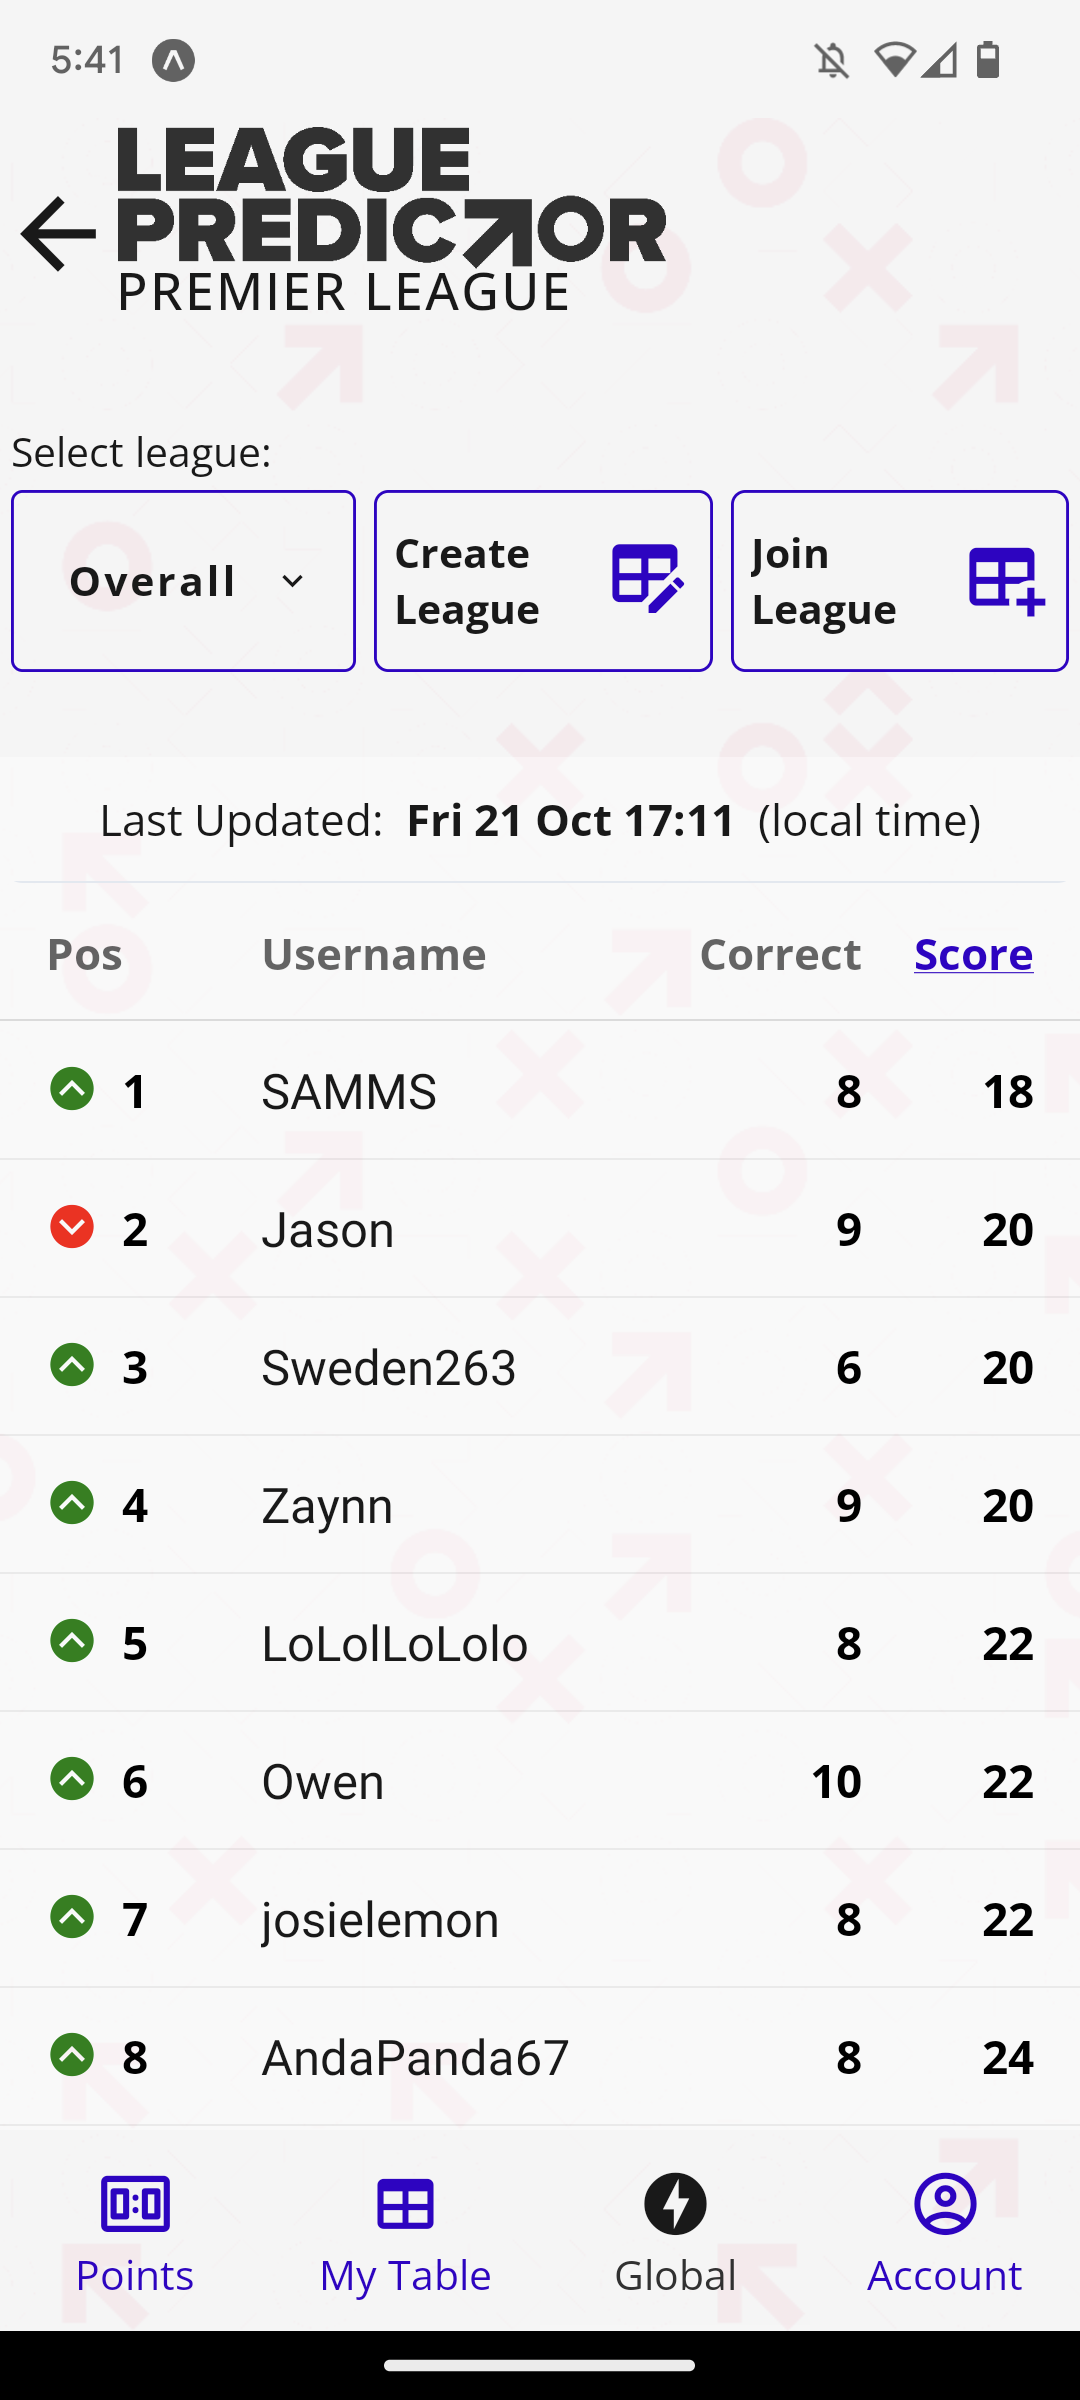 5:41
LEAGUE
PREDICTOR
PREMIER LEAGUE
Select league:
Overall
Create League
Join League
Last Updated: Fri 21 Oct 17:11 (local time)
Pos Username Correct Score
1 SAMMS 8 18
2 Jason 9 20
3 Sweden263 6 20
4 Zaynn 9 20
5 LoLolLoLolo 8 22
6 Owen 10 22
7 josielemon 8 22
8 AndaPanda67 8 24
Points My Table Global Account